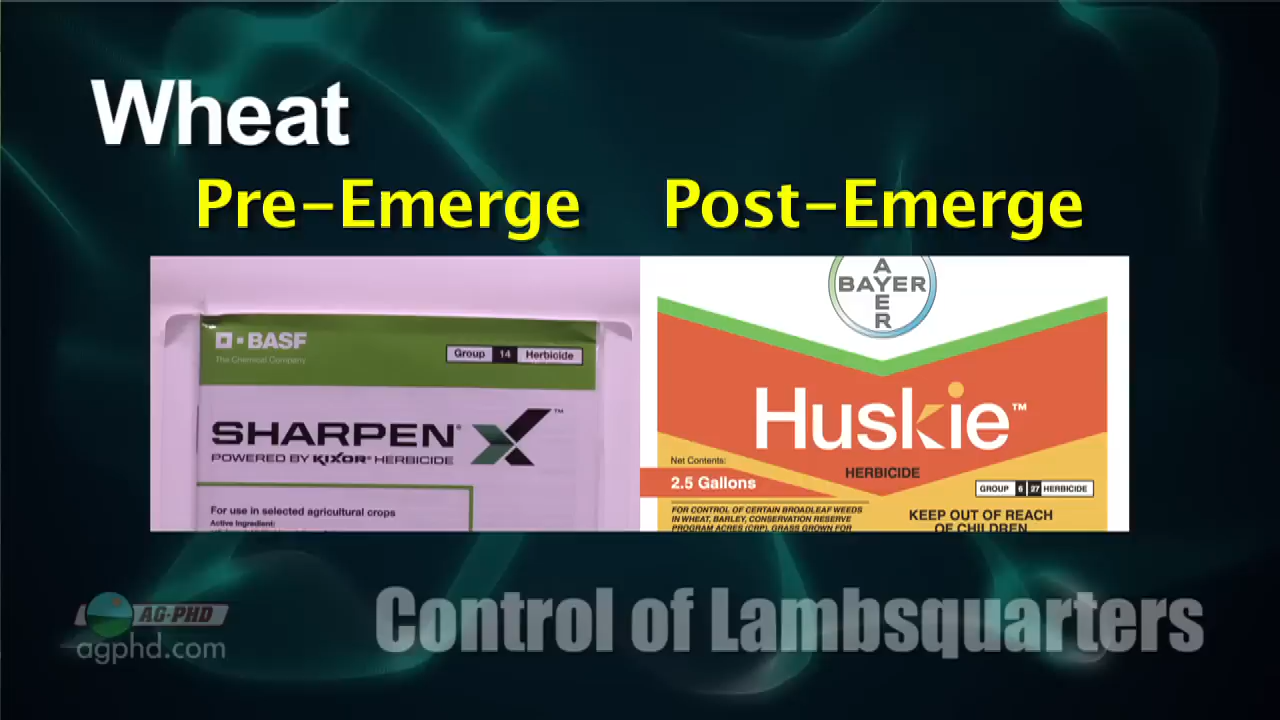 Wheat
Pre-Emerge
Post-Emerge
BASF
The Chemical Company
Group 14 Herbicide
SHARPEN®
™
POWERED BY KIXOR® HERBICIDE
For use in selected agricultural crops
Active Ingredient:
BAYER
BAYER
Huskie™
HERBICIDE
Net Contents:
2.5 Gallons
GROUP 6 27 HERBICIDE
FOR CONTROL OF CERTAIN BROADLEAF WEEDS
IN WHEAT, BARLEY, CONSERVATION RESERVE
PROGRAM ACRES (CRP), GRASS GROWN FOR
KEEP OUT OF REACH
OF CHILDREN
AG-PHD
agphd.com
Control of Lambsquarters